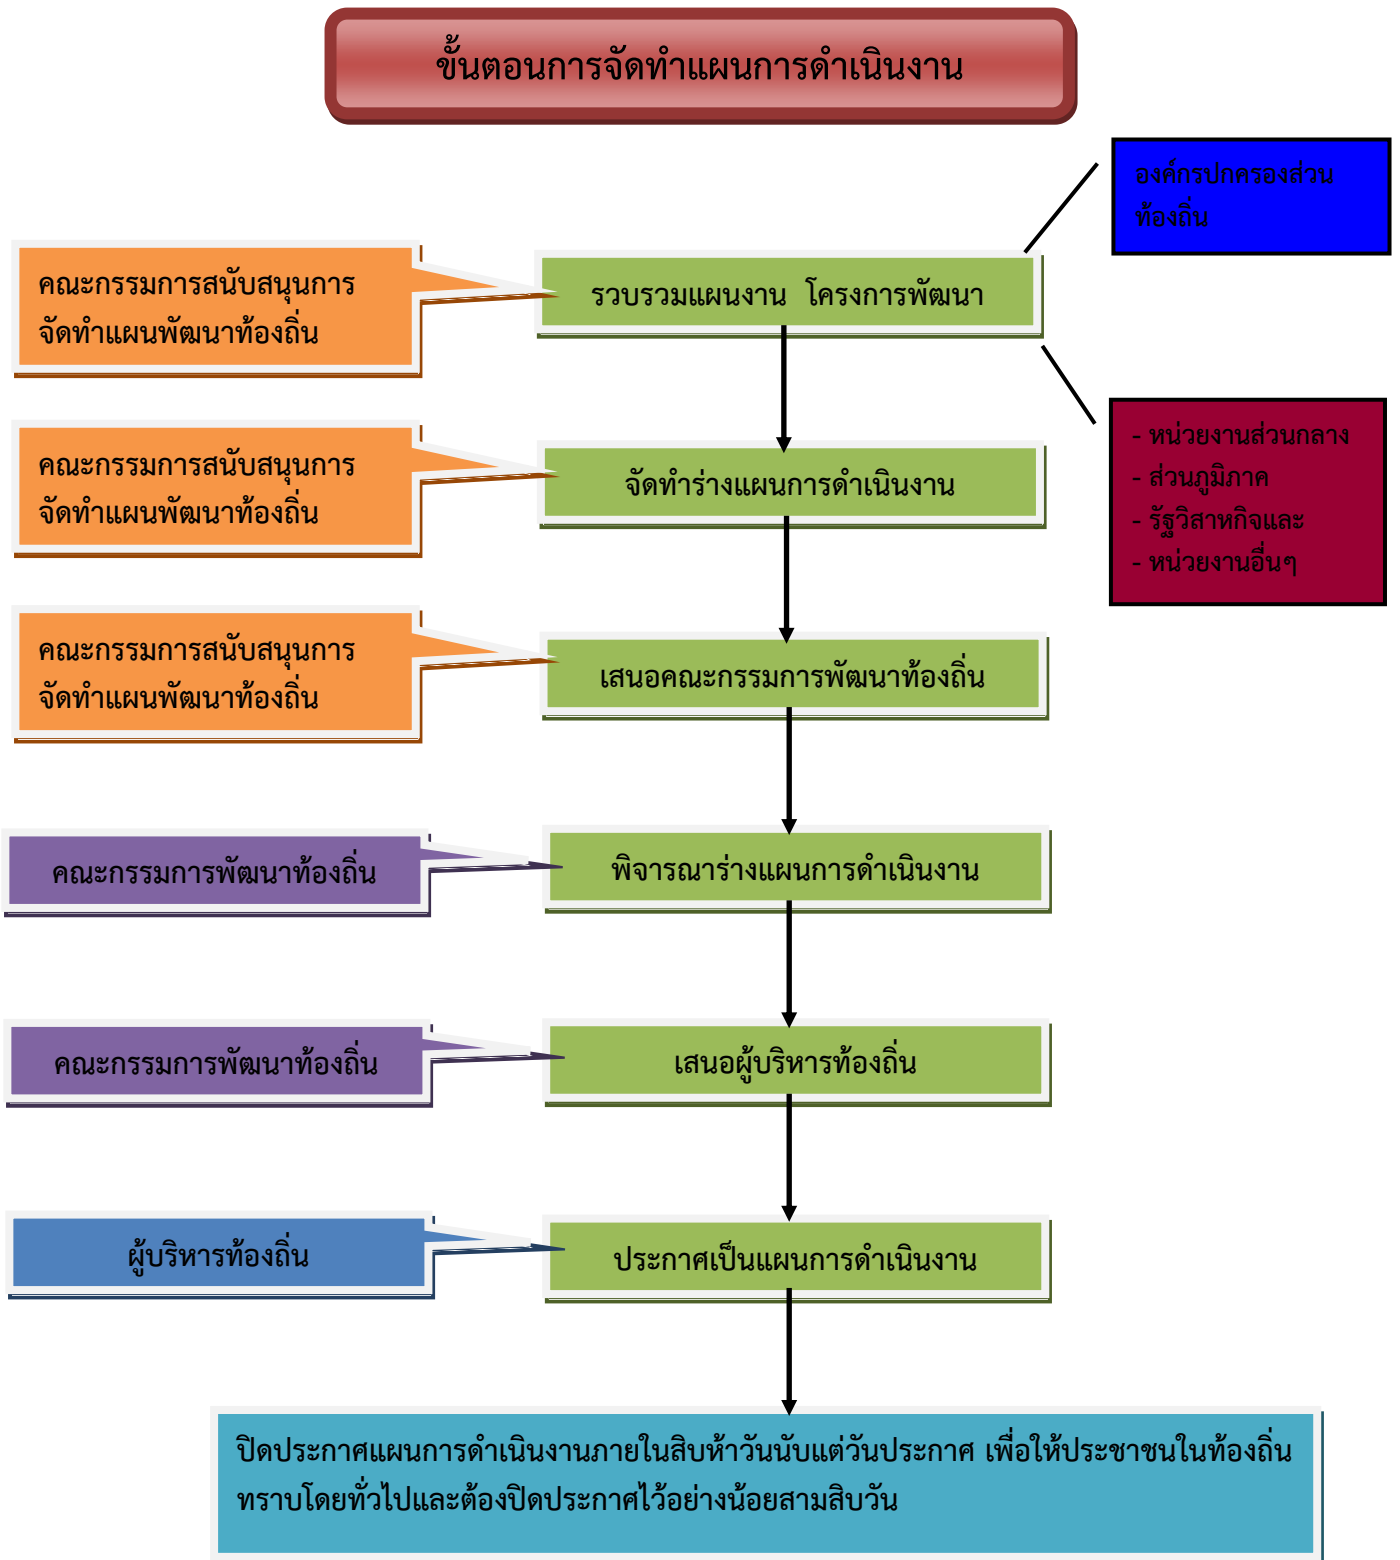 ขั้นตอนการจัดทำแผนการดำเนินงาน
องค์กรปกครองส่วน
ท้องถิ่น
คณะกรรมการสนับสนุนการ
จัดทำแผนพัฒนาท้องถิ่น
รวบรวมแผนงาน โครงการพัฒนา
- หน่วยงานส่วนกลาง
- ส่วนภูมิภาค
- รัฐวิสาหกิจและ
- หน่วยงานอื่นๆ
คณะกรรมการสนับสนุนการ
จัดทำแผนพัฒนาท้องถิ่น
จัดทำร่างแผนการดำเนินงาน
คณะกรรมการสนับสนุนการ
จัดทำแผนพัฒนาท้องถิ่น
เสนอคณะกรรมการพัฒนาท้องถิ่น
คณะกรรมการพัฒนาท้องถิ่น
พิจารณาร่างแผนการดำเนินงาน
คณะกรรมการพัฒนาท้องถิ่น
เสนอผู้บริหารท้องถิ่น
ผู้บริหารท้องถิ่น
ประกาศเป็นแผนการดำเนินงาน
ปิดประกาศแผนการดำเนินงานภายในสิบห้าวันนับแต่วันประกาศ เพื่อให้ประชาชนในท้องถิ่น
ทราบโดยทั่วไปและต้องปิดประกาศไว้อย่างน้อยสามสิบวัน